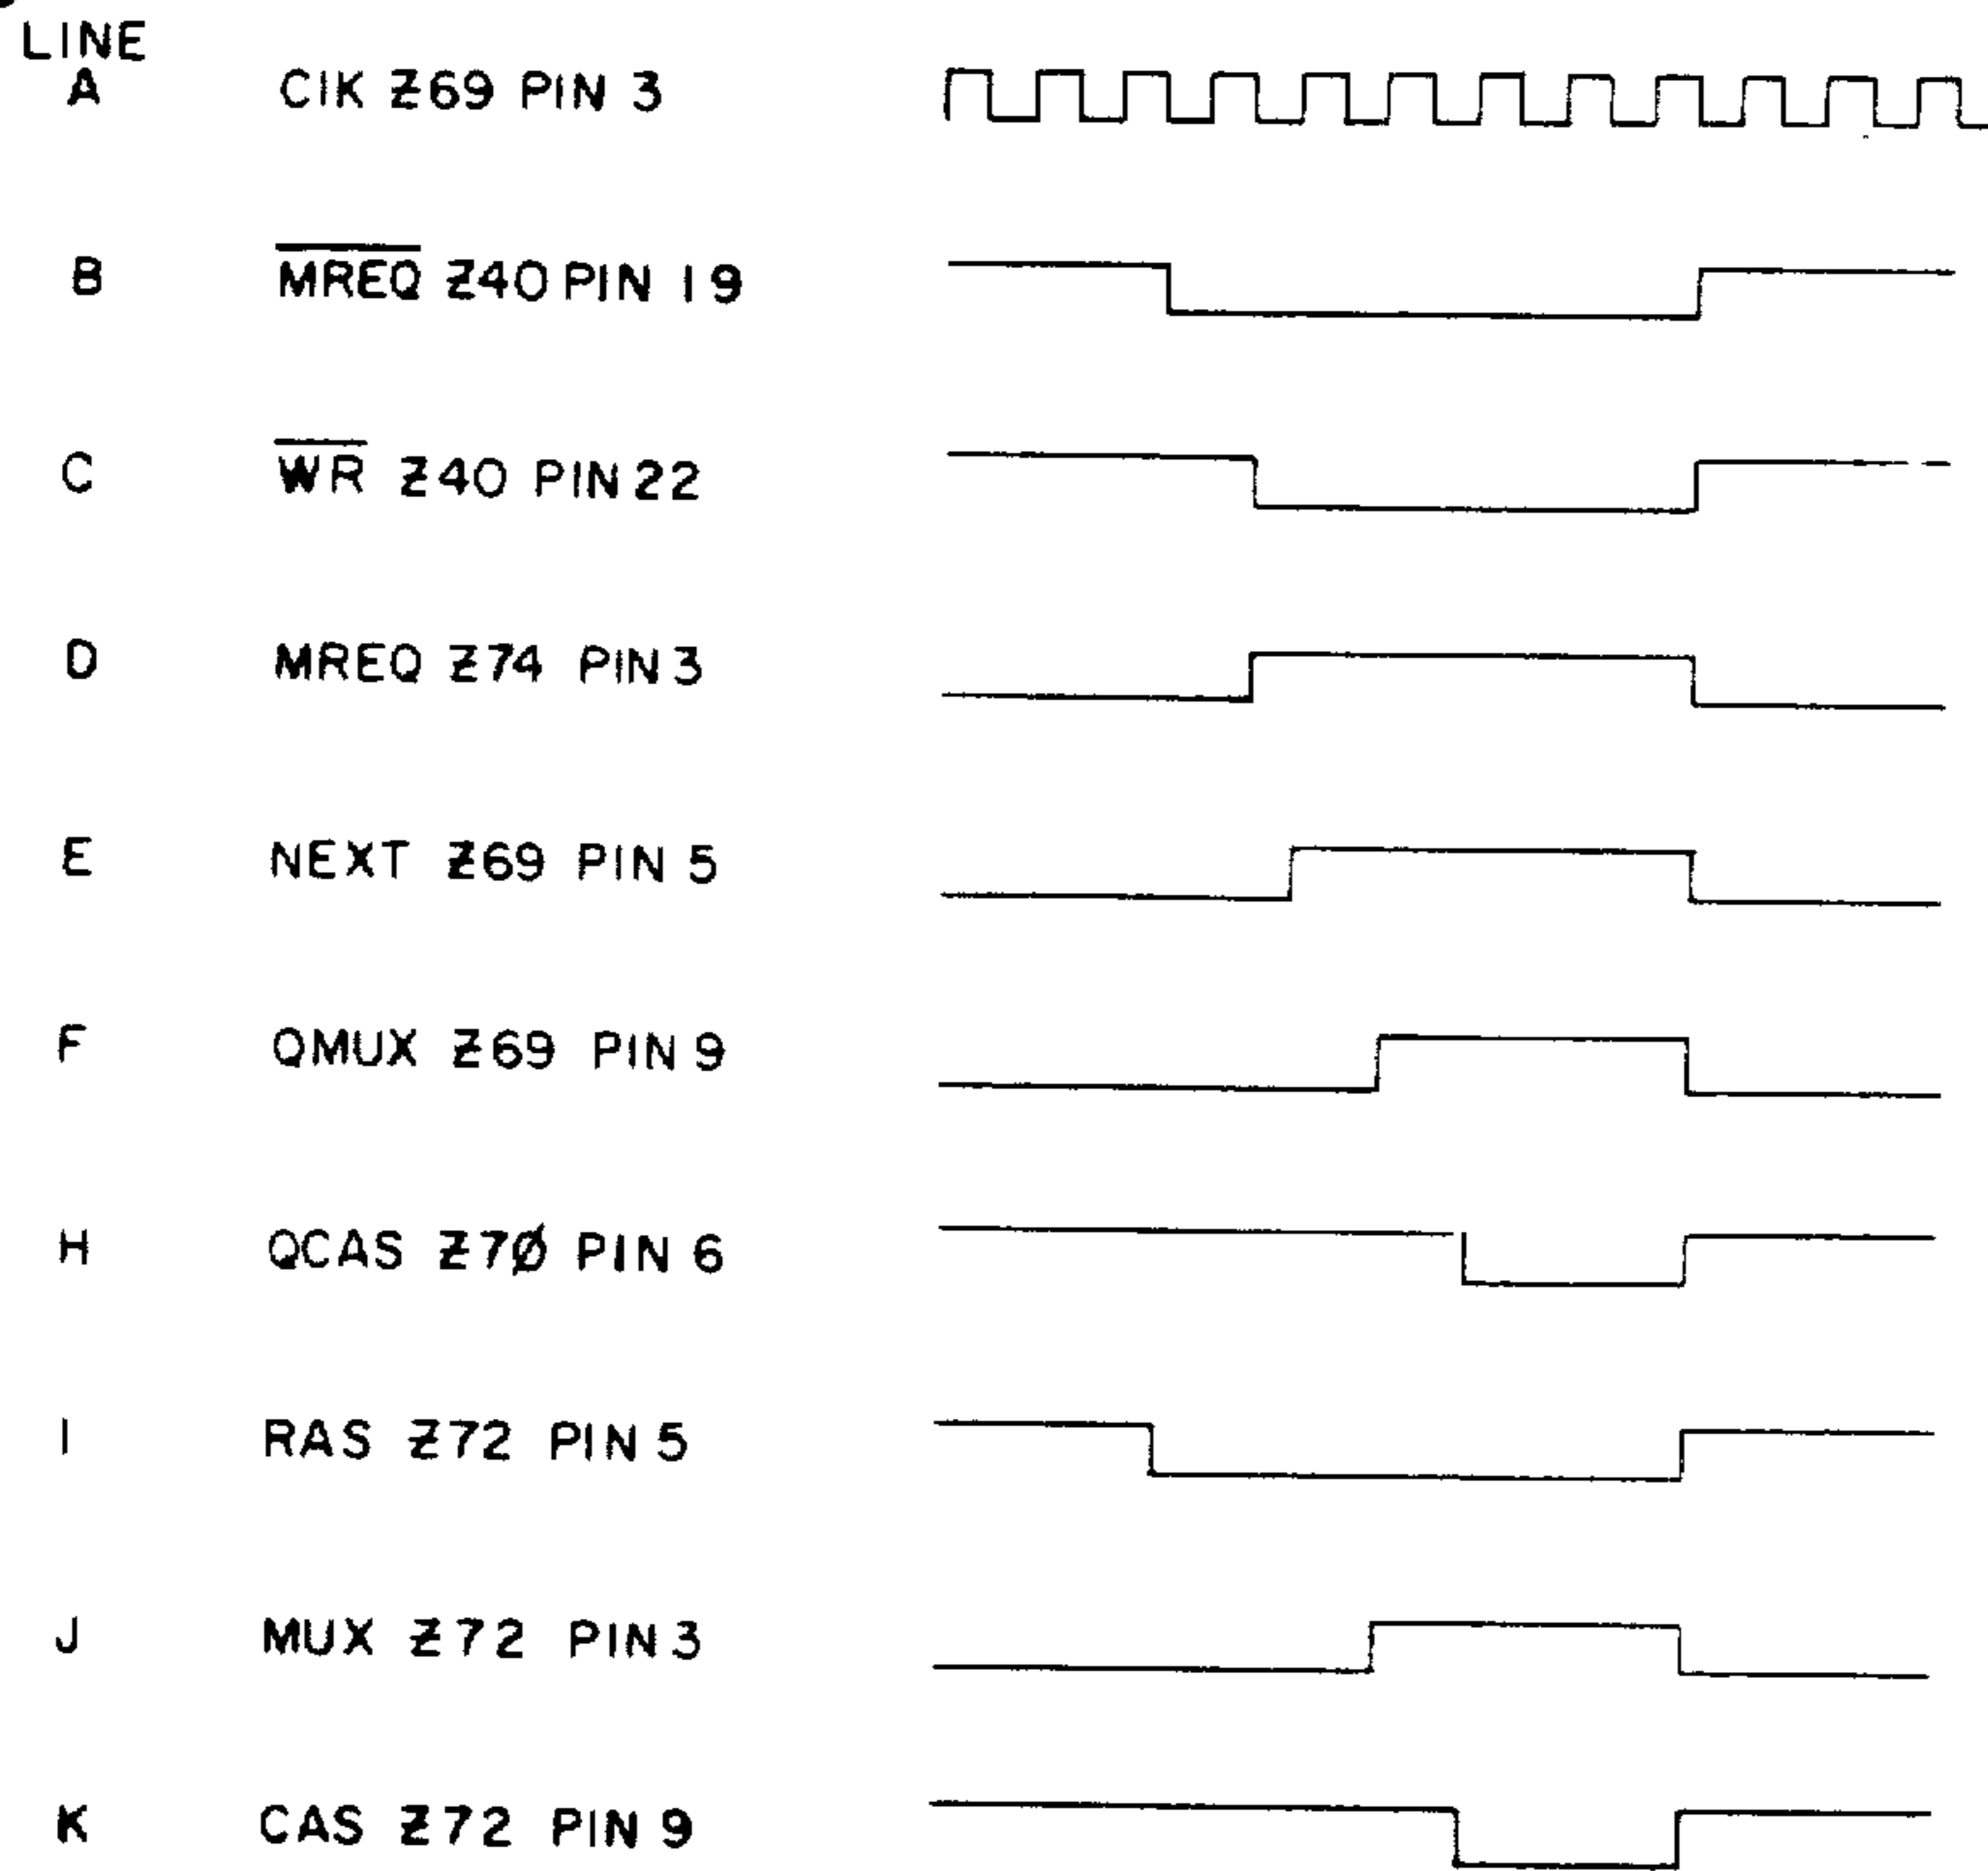 LINE
A CIK Z69 PIN 3
B MREQ Z40 PIN 19
C WR Z40 PIN 22
D MREQ Z74 PIN 3
E NEXT Z69 PIN 5
F QMUX Z69 PIN 9
H QCAS Z7Ø PIN 6
I RAS Z72 PIN 5
J MUX Z72 PIN 3
K CAS Z72 PIN 9